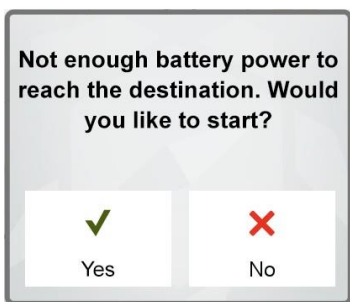 Not enough battery power to
reach the destination. Would
you like to start?
Yes
No